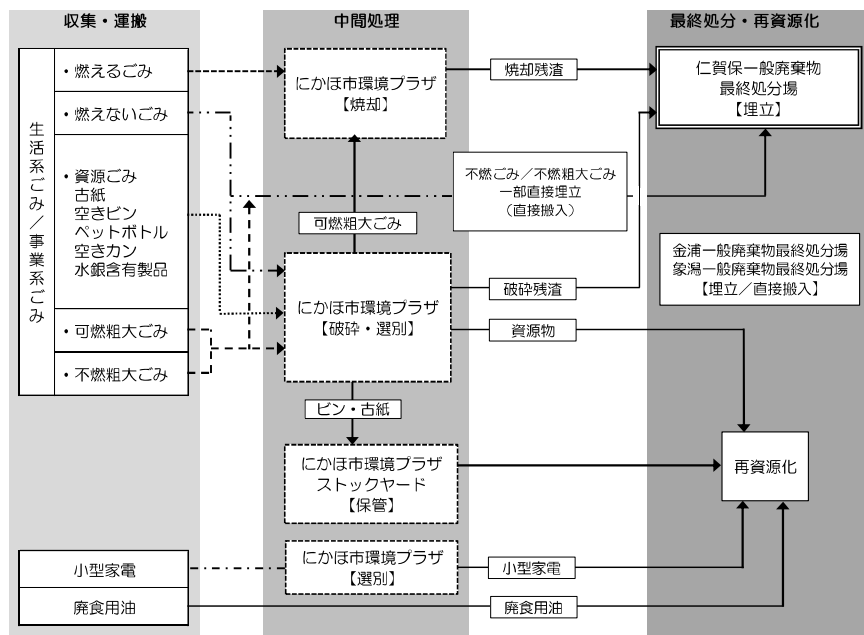 収集・運搬
中間処理
最終処分・再資源化
生活系ごみ／事業系ごみ
・燃えるごみ
・燃えないごみ
・資源ごみ
古紙
空きビン
ペットボトル
空きカン
水銀含有製品
・可燃粗大ごみ
・不燃粗大ごみ
小型家電
廃食用油
にかほ市環境プラザ
【焼却】
可燃粗大ごみ
にかほ市環境プラザ
【破砕・選別】
ビン・古紙
にかほ市環境プラザ
ストックヤード
【保管】
にかほ市環境プラザ
【選別】
焼却残渣
不燃ごみ／不燃粗大ごみ
一部直接埋立
（直接搬入）
破砕残渣
資源物
小型家電
廃食用油
仁賀保一般廃棄物
最終処分場
【埋立】
金浦一般廃棄物最終処分場
象潟一般廃棄物最終処分場
【埋立／直接搬入】
再資源化